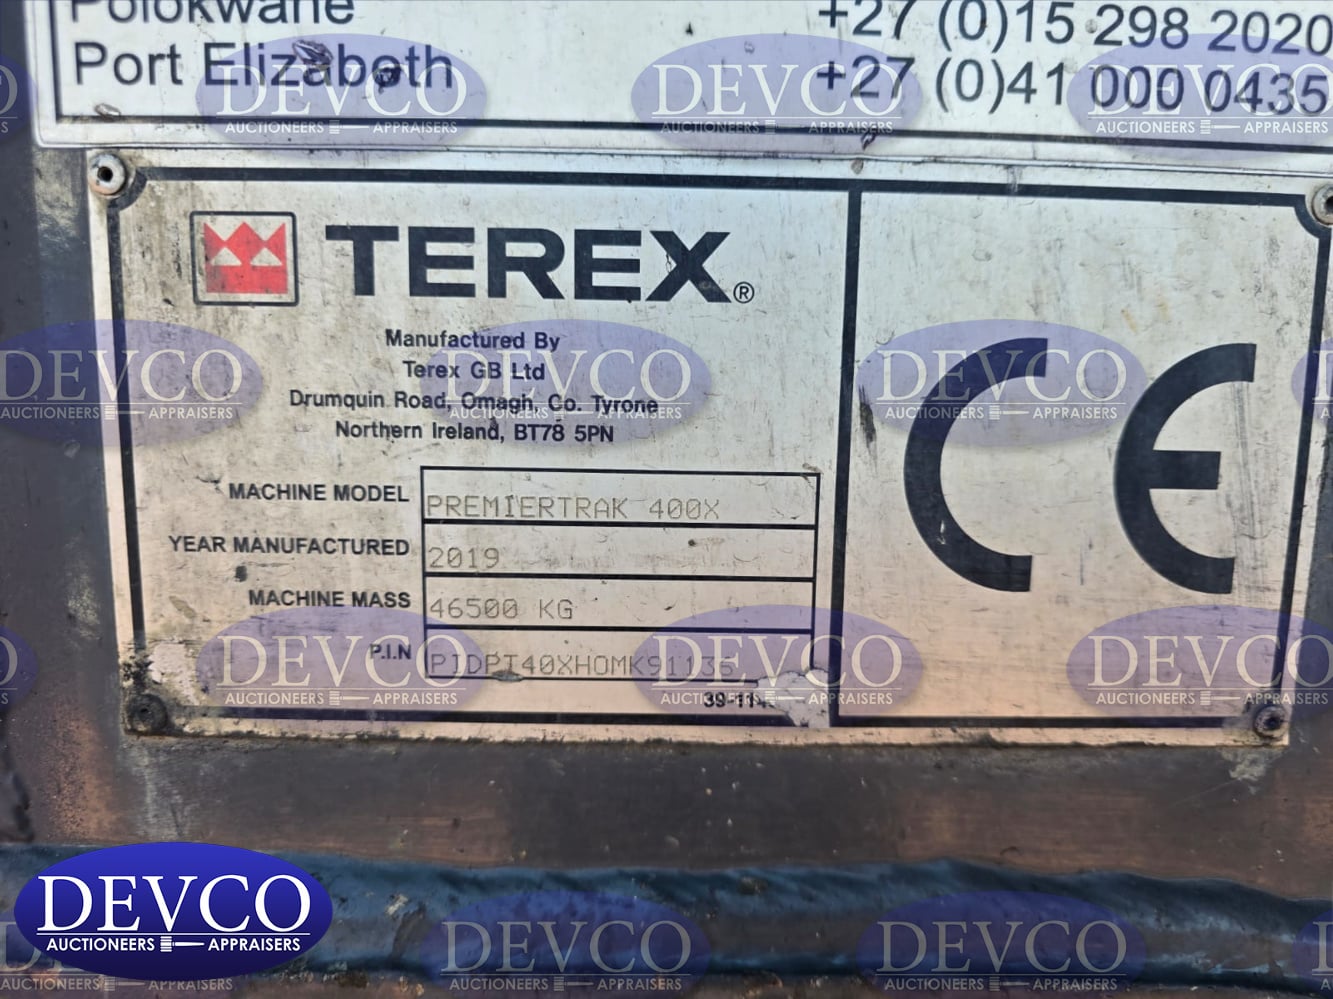 Polokwane +27 (0)15 298 2020
Port Elizabeth +27 (0)41 000 0435
TEREX®
Manufactured By
Terex GB Ltd
Drumquin Road, Omagh, Co. Tyrone
Northern Ireland, BT78 5PN
MACHINE MODEL PREMIERTRAK 400X
YEAR MANUFACTURED 2019
MACHINE MASS 46500 KG
P.I.N
39-11
CE
DEVCO
AUCTIONEERS APPRAISERS